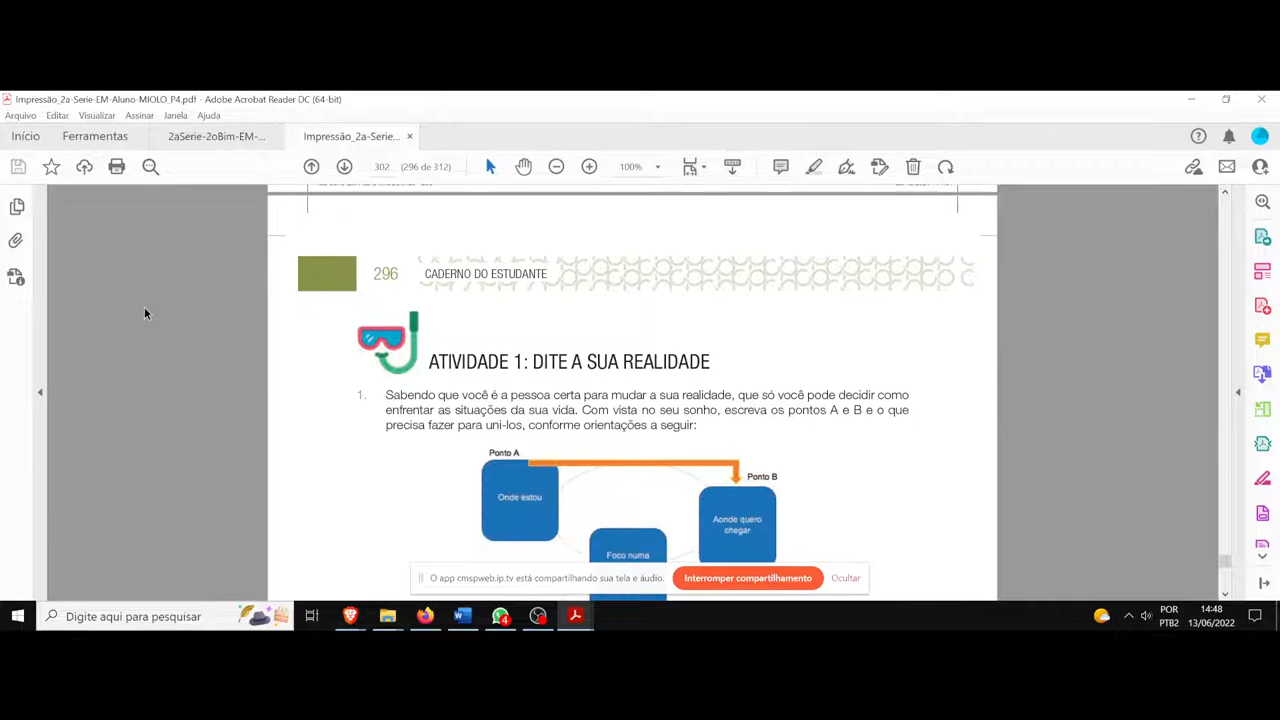 Impressão_2a-Serie-EM-Aluno-MIOLO_P4.pdf - Adobe Acrobat Reader DC (64-bit)
Arquivo Editar Visualizar Assinar Janela Ajuda
Início Ferramentas 2aSerie-2oBim-EM-... Impressão_2a-Serie... ×
302 (296 de 312) 100%
296 CADERNO DO ESTUDANTE
ATIVIDADE 1: DITE A SUA REALIDADE
1. Sabendo que você é a pessoa certa para mudar a sua realidade, que só você pode decidir como
enfrentar as situações da sua vida. Com vista no seu sonho, escreva os pontos A e B e o que
precisa fazer para uni-los, conforme orientações a seguir:
Ponto A
Ponto B
Onde estou
Aonde quero
chegar
Foco numa
O app cmspweb.ip.tv está compartilhando sua tela e áudio. Interromper compartilhamento Ocultar
Digite aqui para pesquisar
4
POR
PTB2
14:48
13/06/2022